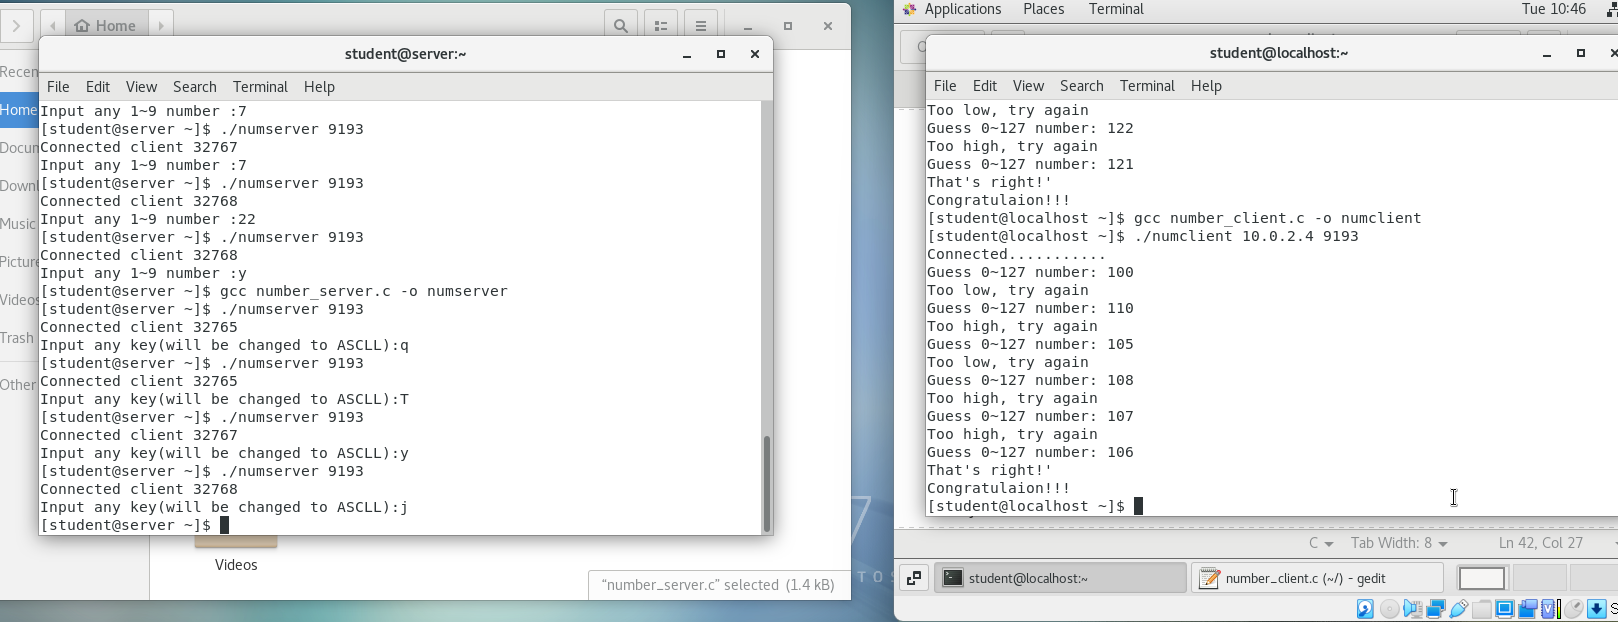 Home
student@server:~
File Edit View Search Terminal Help
Recen
Home
Docum
Downl
Music
Picture
Videos
Trash
Other
Input any 1~9 number :7
[student@server ~]$ ./numserver 9193
Connected client 32767
Input any 1~9 number :7
[student@server ~]$ ./numserver 9193
Connected client 32768
Input any 1~9 number :22
[student@server ~]$ ./numserver 9193
Connected client 32768
Input any 1~9 number :y
[student@server ~]$ gcc number_server.c -o numserver
[student@server ~]$ ./numserver 9193
Connected client 32765
Input any key(will be changed to ASCLL):q
[student@server ~]$ ./numserver 9193
Connected client 32765
Input any key(will be changed to ASCLL):T
[student@server ~]$ ./numserver 9193
Connected client 32767
Input any key(will be changed to ASCLL):y
[student@server ~]$ ./numserver 9193
Connected client 32768
Input any key(will be changed to ASCLL):j
[student@server ~]$
Videos
“number_server.c” selected (1.4 kB)
7
TOS
Applications Places Terminal Tue 10:46
student@localhost:~
File Edit View Search Terminal Help
Too low, try again
Guess 0~127 number: 122
Too high, try again
Guess 0~127 number: 121
That's right!'
Congratulaion!!!
[student@localhost ~]$ gcc number_client.c -o numclient
[student@localhost ~]$ ./numclient 10.0.2.4 9193
Connected...........
Guess 0~127 number: 100
Too low, try again
Guess 0~127 number: 110
Too high, try again
Guess 0~127 number: 105
Too low, try again
Guess 0~127 number: 108
Too high, try again
Guess 0~127 number: 107
Too high, try again
Guess 0~127 number: 106
That's right!'
Congratulaion!!!
[student@localhost ~]$
C Tab Width: 8 Ln 42, Col 27
student@localhost:~ number_client.c (~/) - gedit